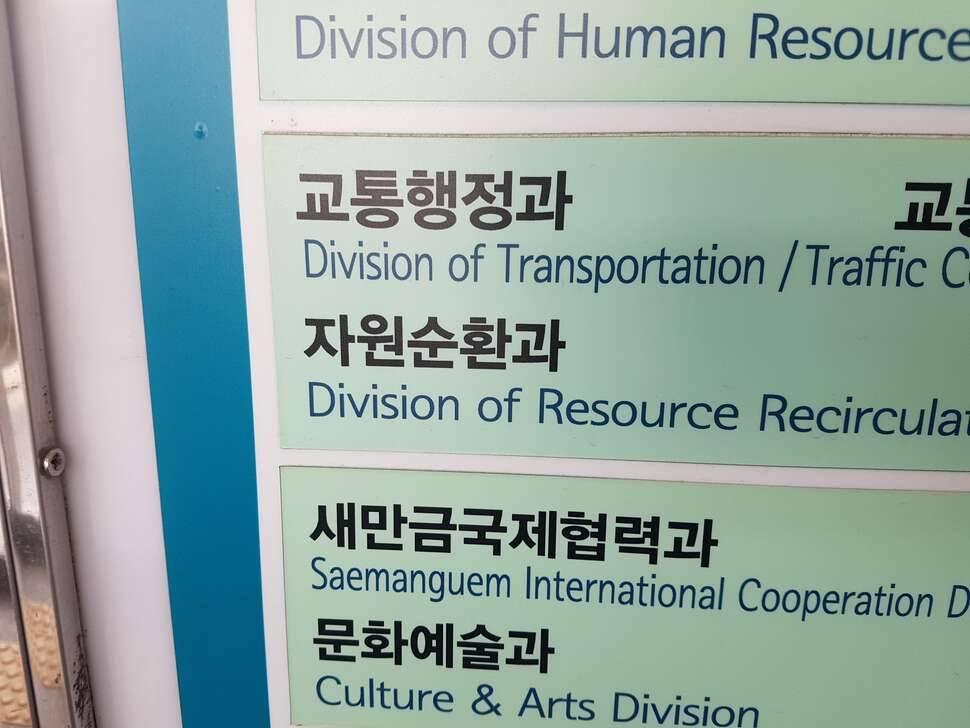 Division of Human Resource
교통행정과
Division of Transportation / Traffic
자원순환과
Division of Resource
새만금국제협력과
Saemanguem International Cooperation
문화예술과
Culture & Arts Division